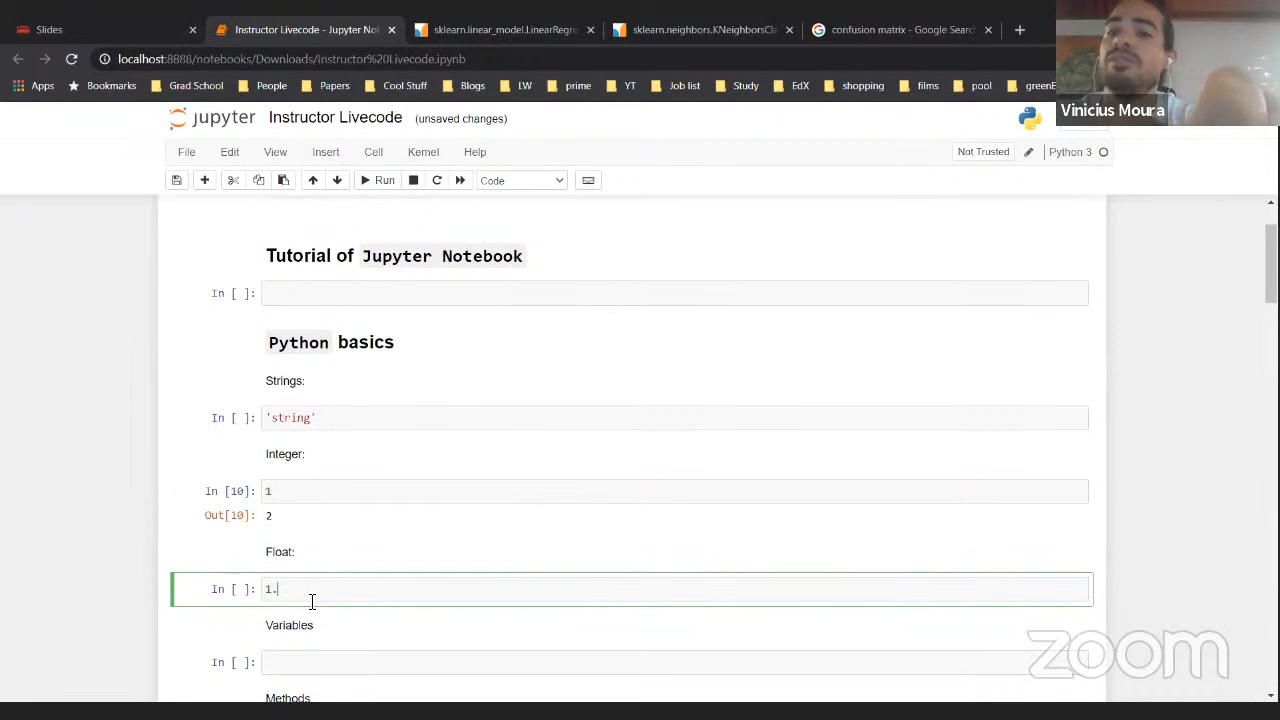 Slides
Instructor Livecode - Jupyter Not
sklearn.linear_model.LinearRegre
sklearn.neighbors.KNeighborsCla
confusion matrix - Google Search
localhost:8888/notebooks/Downloads/Instructor%20Livecode.ipynb
Apps
Bookmarks
Grad School
People
Papers
Cool Stuff
Blogs
LW
prime
YT
Job list
Study
EdX
shopping
films
pool
greenE
Vinicius Moura
jupyter Instructor Livecode (unsaved changes)
File Edit View Insert Cell Kernel Help
Not Trusted
Python 3
Run
Code
Tutorial of Jupyter Notebook
In [ ]:
Python basics
Strings:
In [ ]: 'string'
Integer:
In [10]: 1
Out[10]: 2
Float:
In [ ]: 1.
Variables
In [ ]:
Methods
zoom